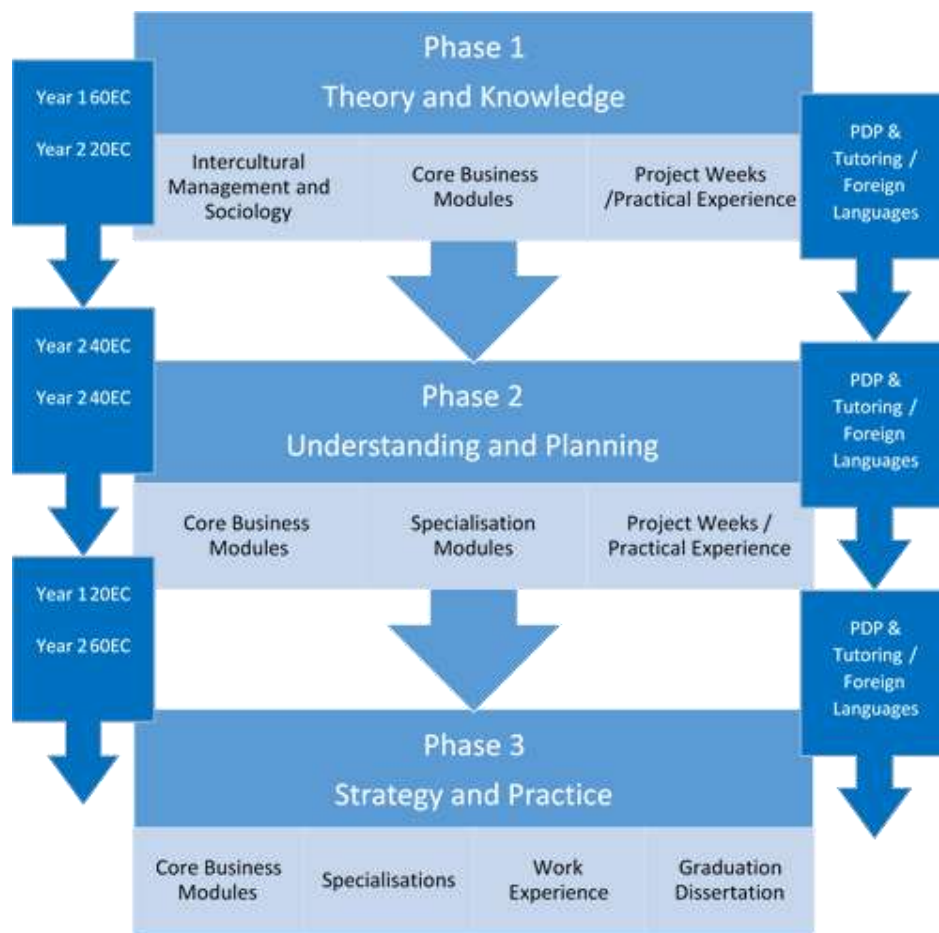 Phase 1
Theory and Knowledge
Year 1 60EC
Year 2 20EC
Intercultural
Management and
Sociology
Core Business
Modules
Project Weeks
/Practical Experience
PDP &
Tutoring /
Foreign
Languages
Phase 2
Understanding and Planning
Year 2 40EC
Year 2 40EC
Core Business
Modules
Specialisation
Modules
Project Weeks /
Practical Experience
PDP &
Tutoring /
Foreign
Languages
Year 1 20EC
Year 2 60EC
PDP &
Tutoring /
Foreign
Languages
Phase 3
Strategy and Practice
Core Business
Modules
Specialisations
Work
Experience
Graduation
Dissertation